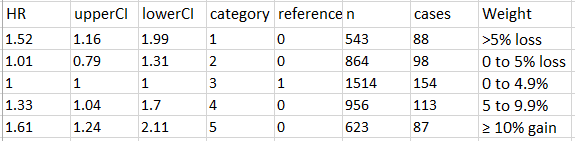 HR upperCI lowerCI category reference n cases Weight
1.52 1.16 1.99 1 0 543 88 >5% loss
1.01 0.79 1.31 2 0 864 98 0 to 5% loss
1 1 1 3 1 1514 154 0 to 4.9%
1.33 1.04 1.7 4 0 956 113 5 to 9.9%
1.61 1.24 2.11 5 0 623 87 ≥ 10% gain